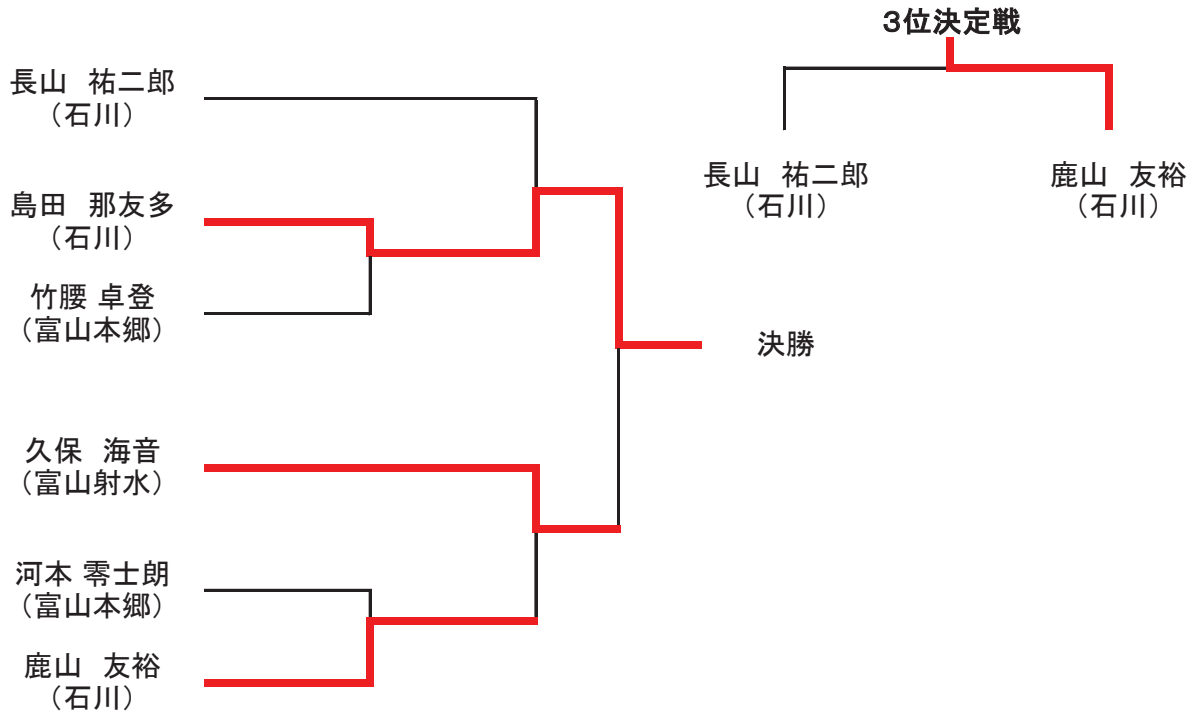 3位決定戦
長山　祐二郎
（石川）
島田　那友多
（石川）
竹腰 卓登
（富山本郷）
久保　海音
（富山射水）
河本 零士朗
（富山本郷）
鹿山　友裕
（石川）
決勝
長山　祐二郎
（石川）
鹿山　友裕
（石川）